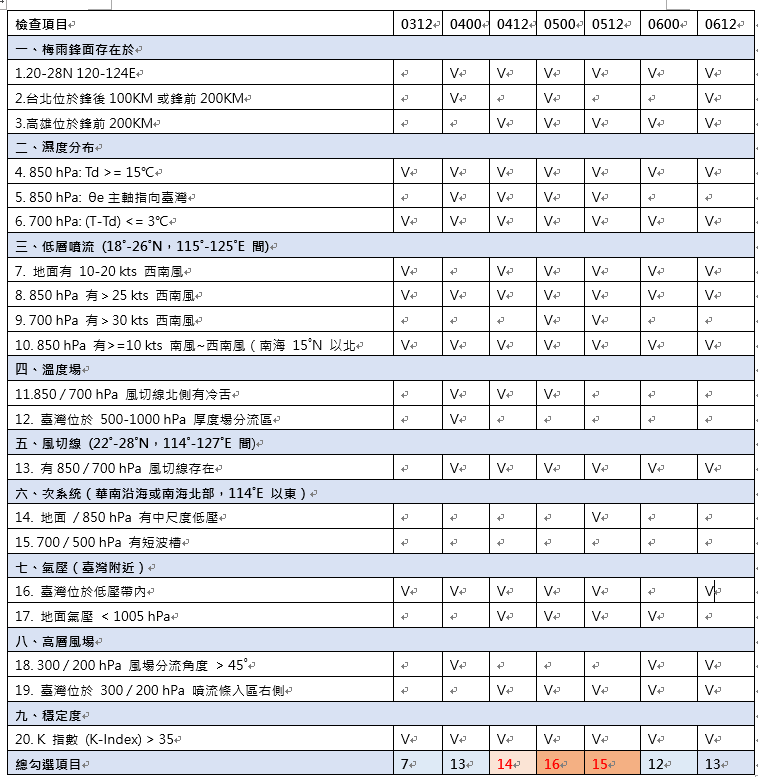 檢查項目 0312 0400 0412 0500 0512 0600 0612
一、梅雨鋒面存在於
1.20-28N 120-124E V V V V V V
2.台北位於鋒後 100KM 或鋒前 200KM V V V
3.高雄位於鋒前 200KM V V V V V
二、濕度分布
4. 850 hPa: Td >= 15℃ V V V V V V V
5. 850 hPa: θe 主軸指向臺灣 V V V V
6. 700 hPa: (T-Td) <= 3℃ V V V V V V V
三、低層噴流 (18˚-26˚N，115˚-125˚E 間)
7. 地面有 10-20 kts 西南風 V V V V V V
8. 850 hPa 有＞25 kts 西南風 V V V V V V V
9. 700 hPa 有＞30 kts 西南風 V V
10. 850 hPa 有>=10 kts 南風~西南風（南海 15˚N 以北 V V V V V V V
四、溫度場
11.850 / 700 hPa 風切線北側有冷舌 V V V
12. 臺灣位於 500-1000 hPa 厚度場分流區 V
五、風切線 (22˚-28˚N，114˚-127˚E 間)
13. 有 850 / 700 hPa 風切線存在 V V V V V V
六、次系統（華南沿海或南海北部，114˚E 以東）
14. 地面 / 850 hPa 有中尺度低壓 V
15. 700 / 500 hPa 有短波槽
七、氣壓（臺灣附近）
16. 臺灣位於低壓帶內 V V V V V V
17. 地面氣壓 < 1005 hPa V V V V V
八、高層風場
18. 300 / 200 hPa 風場分流角度 > 45˚ V V V
19. 臺灣位於 300 / 200 hPa 噴流條入區右側 V V V V V
九、穩定度
20. K 指數 (K-Index) > 35 V V V V V V V
總勾選項目 7 13 14 16 15 12 13